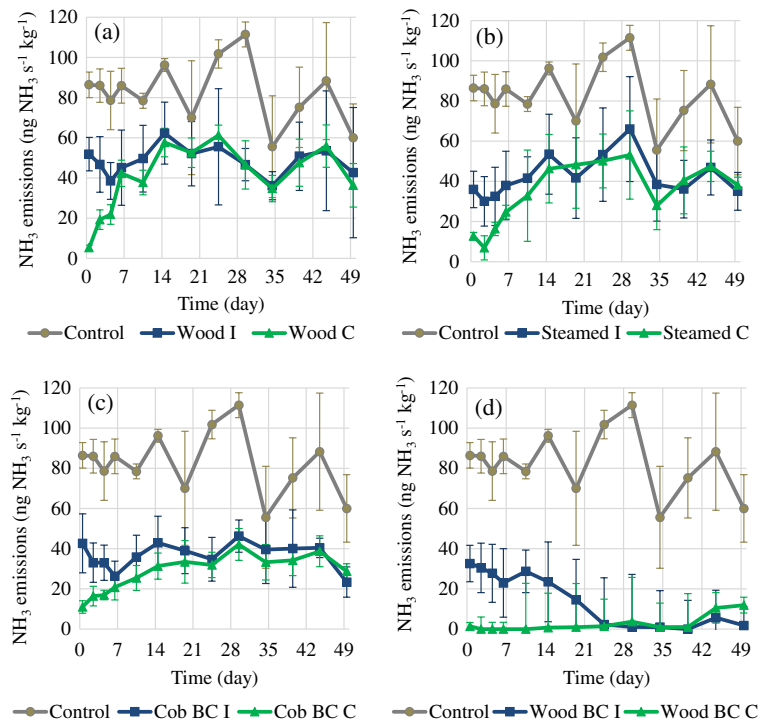 120
100
80
60
40
20
0
NH3 emissions (ng NH3 s-1 kg-1)
(a)
0 7 14 21 28 35 42 49
Time (day)
Control Wood I Wood C
120
100
80
60
40
20
0
NH3 emissions (ng NH3 s-1 kg-1)
(b)
0 7 14 21 28 35 42 49
Time (day)
Control Steamed I Steamed C
120
100
80
60
40
20
0
NH3 emissions (ng NH3 s-1 kg-1)
(c)
0 7 14 21 28 35 42 49
Time (day)
Control Cob BC I Cob BC C
120
100
80
60
40
20
0
NH3 emissions (ng NH3 s-1 kg-1)
(d)
0 7 14 21 28 35 42 49
Time (day)
Control Wood BC I Wood BC C